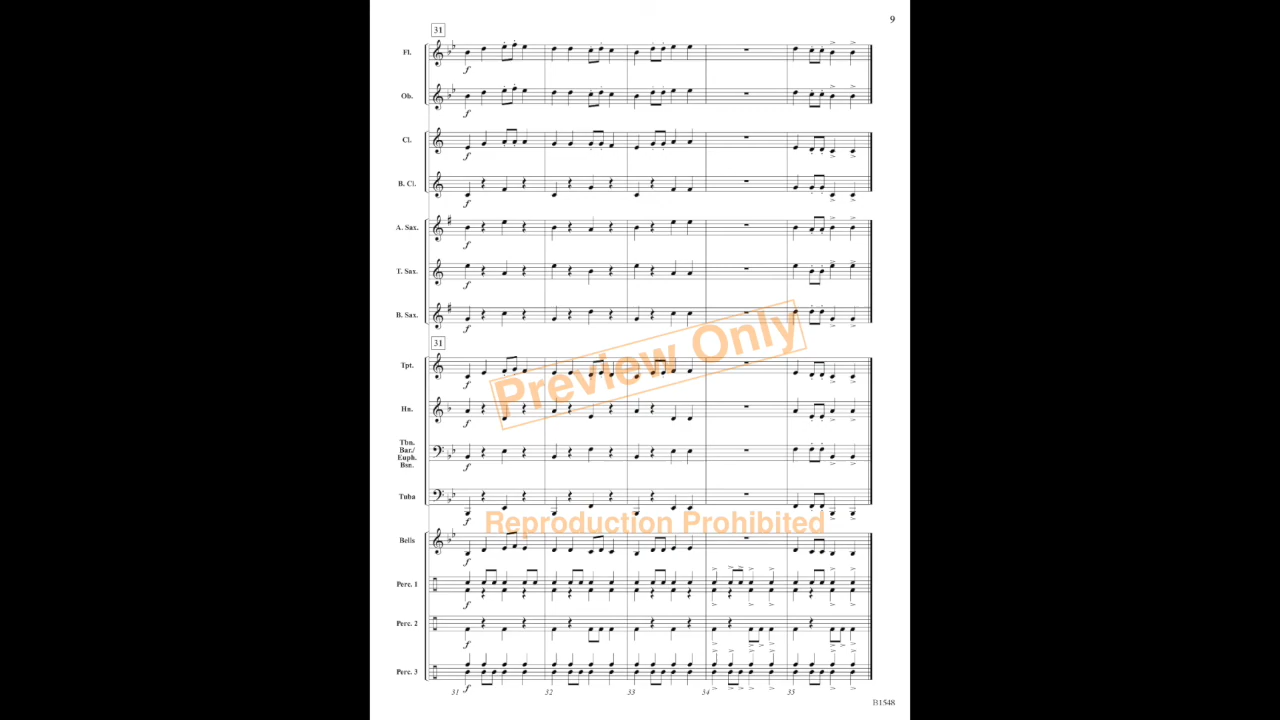 9
31
Fl.
f
Ob.
f
Cl.
f
B. Cl.
f
A. Sax.
f
T. Sax.
f
B. Sax.
f
31
Tpt.
f
Hn.
f
Tbn.
Bar./
Euph.
Bsn.
f
Tuba
f
Bells
f
Perc. 1
f
Perc. 2
f
Perc. 3
f
31 32 33 34 35
Preview Only
Reproduction Prohibited
B1548